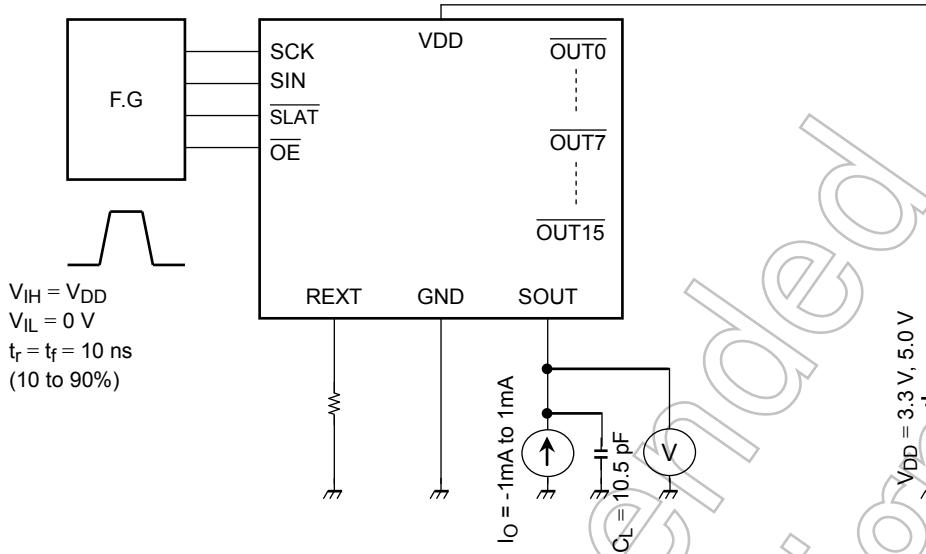 F.G
SCK
SIN
SLAT
OE
VDD
OUT0
OUT7
OUT15
REXT
GND
SOUT
VIH = VDD
VIL = 0 V
tr = tf = 10 ns
(10 to 90%)
IO = -1mA to 1mA
CL = 10.5 pF
V
VDD = 3.3 V, 5.0 V
ended